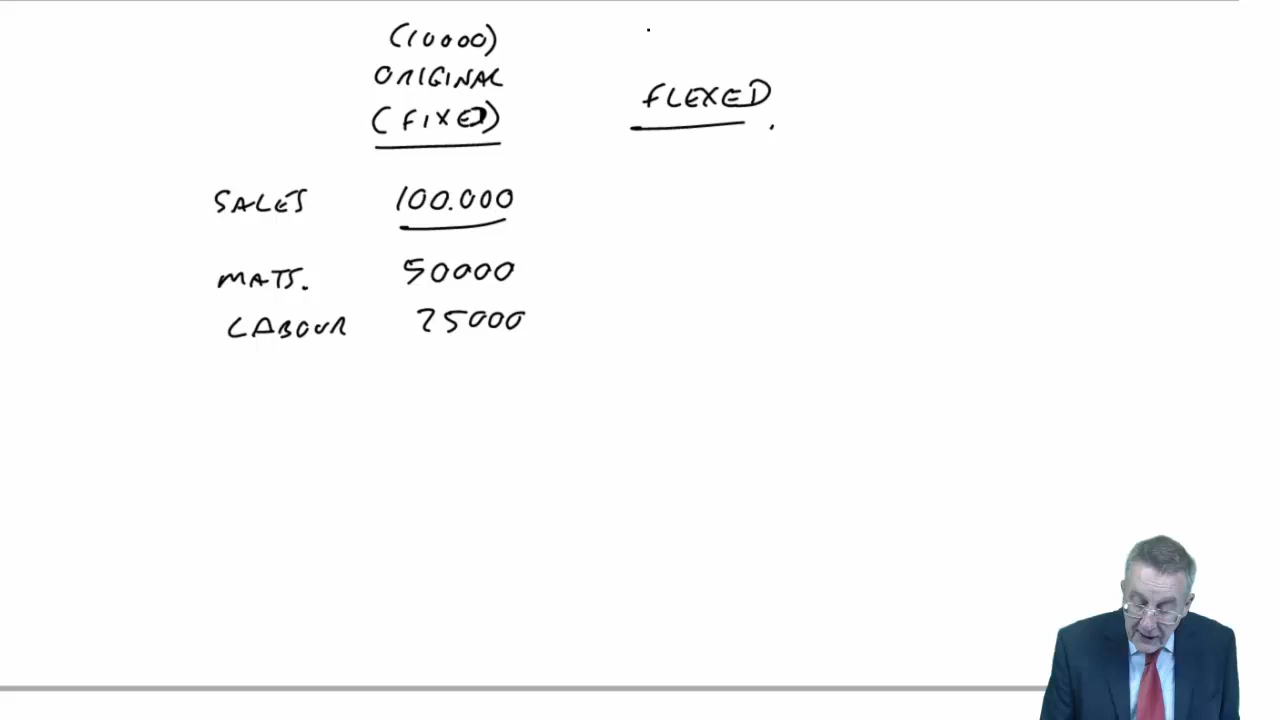 (10000)
ORIGINAL
(FIXED)
FLEXED
SALES 100.000
MATS. 50000
LABOUR 25000